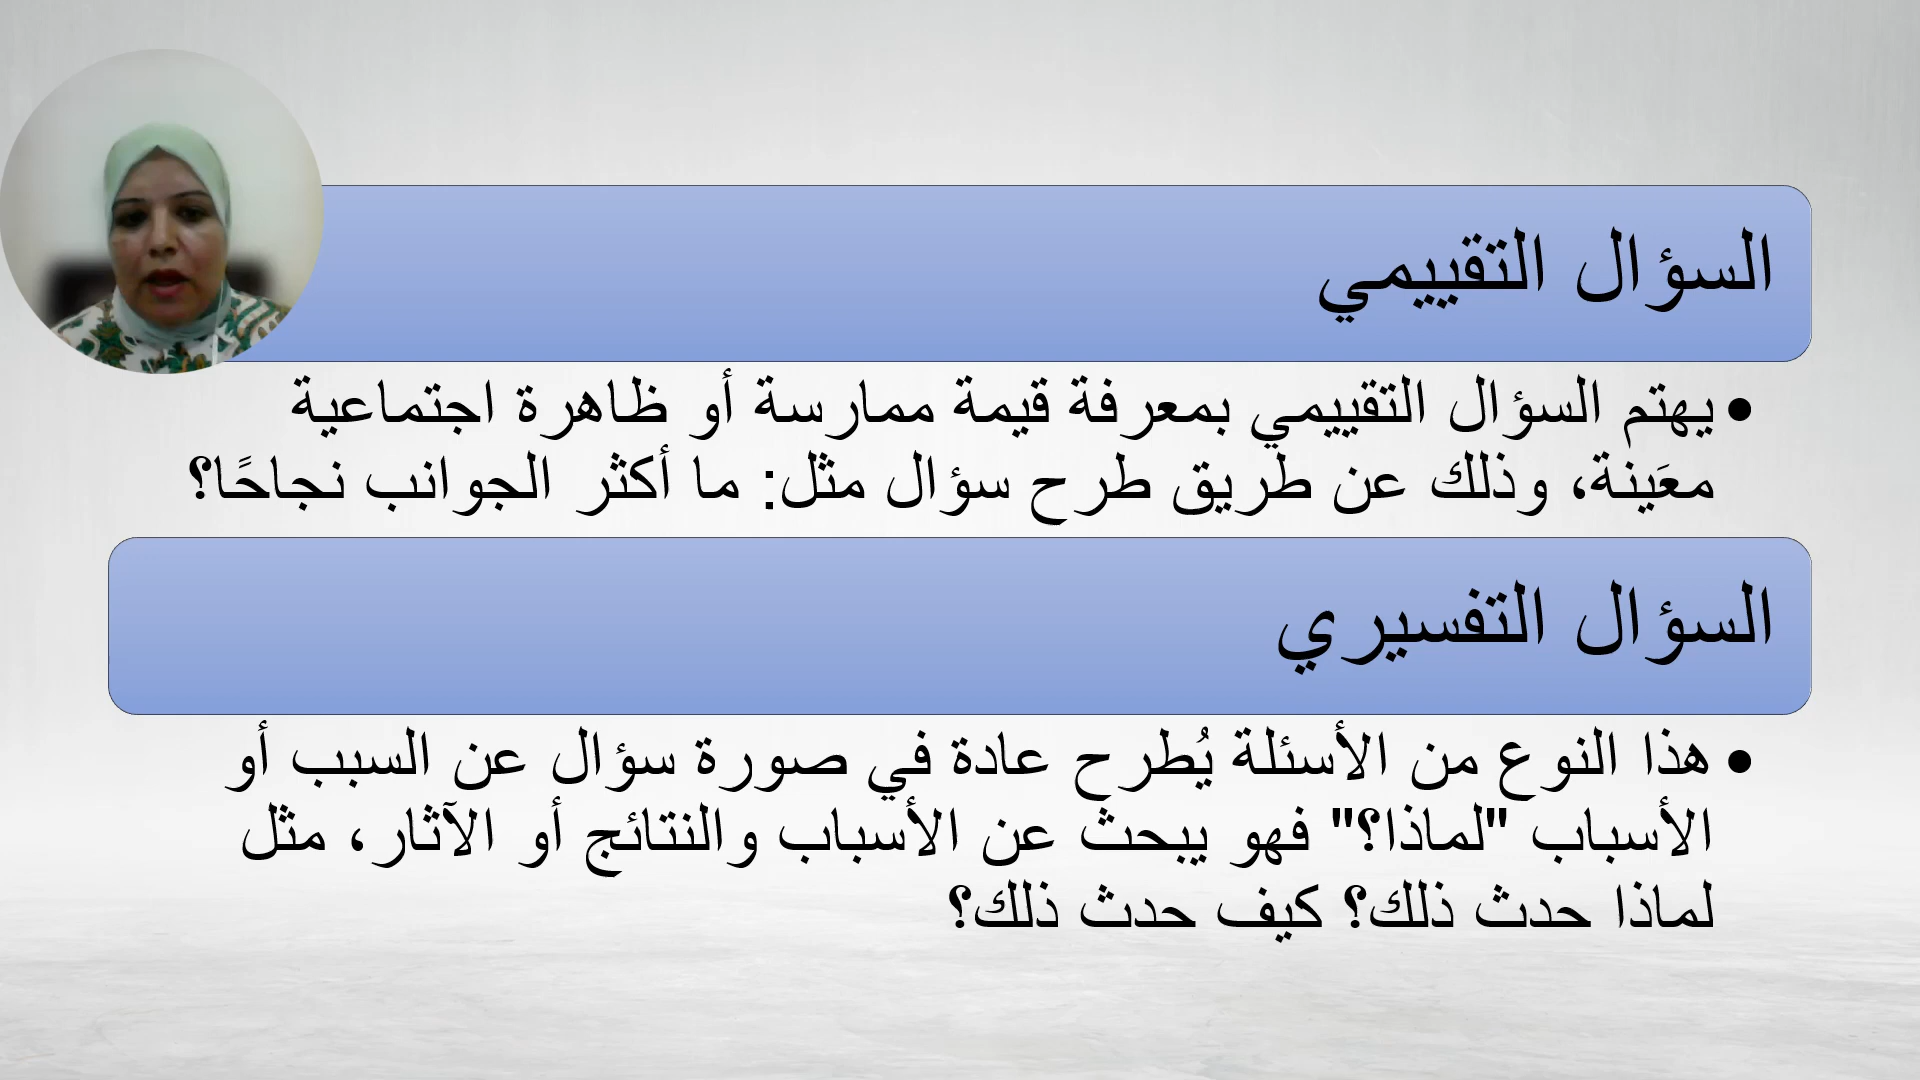 السؤال التقييمي
• يهتم السؤال التقييمي بمعرفة قيمة ممارسة أو ظاهرة اجتماعية
معَينة، وذلك عن طريق طرح سؤال مثل: ما أكثر الجوانب نجاحًا؟
السؤال التفسيري
• هذا النوع من الأسئلة يُطرح عادة في صورة سؤال عن السبب أو
الأسباب "لماذا؟" فهو يبحث عن الأسباب والنتائج أو الآثار، مثل
لماذا حدث ذلك؟ كيف حدث ذلك؟